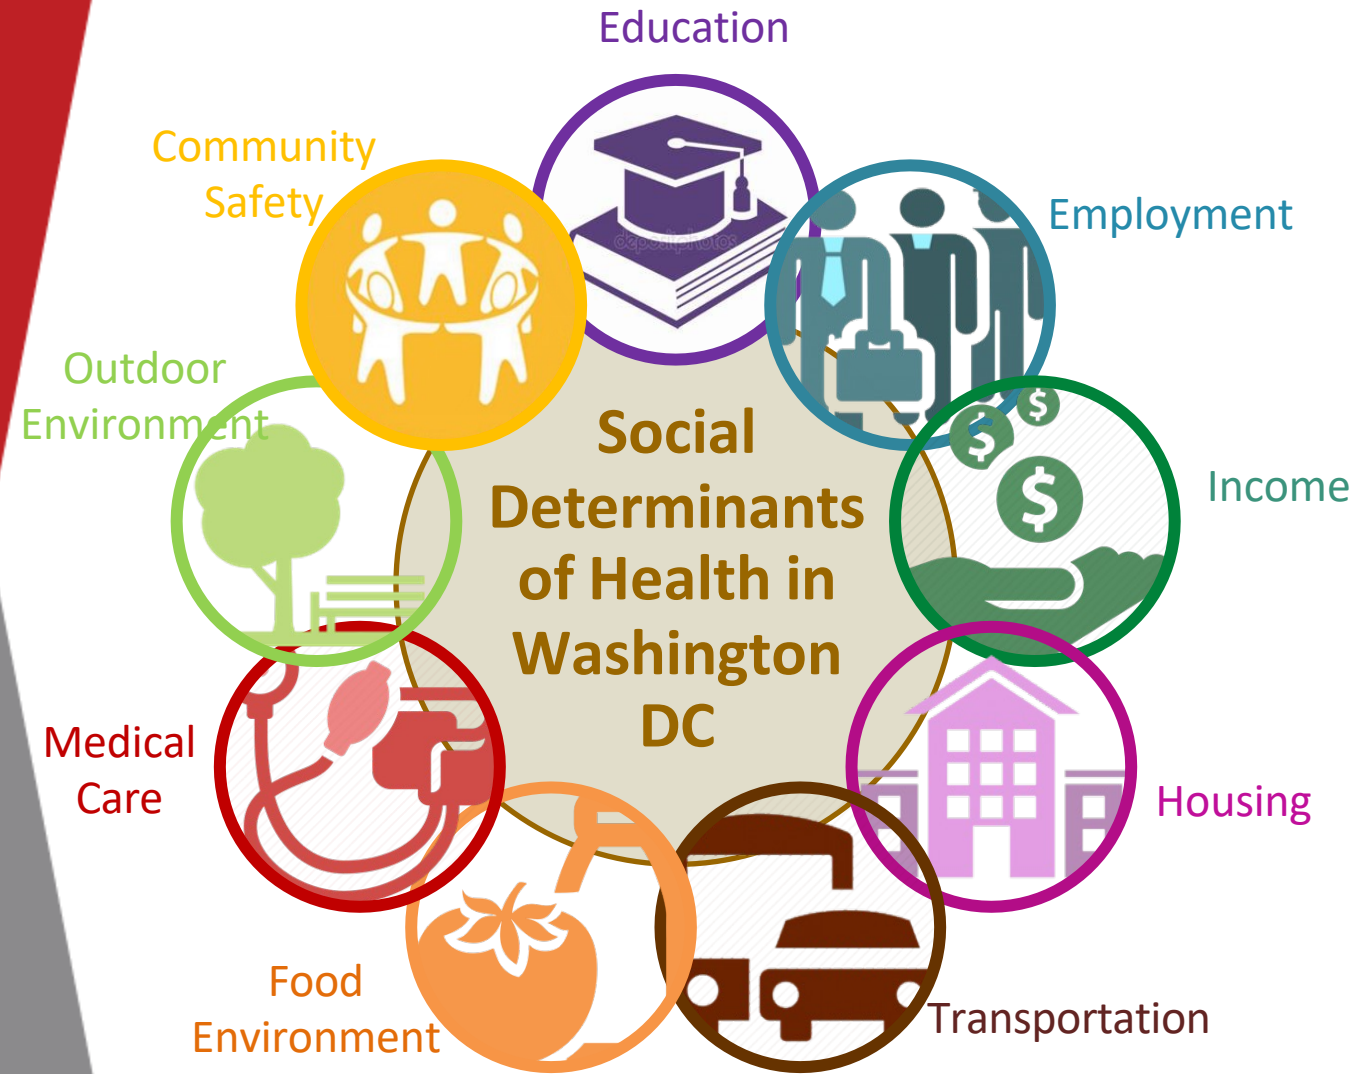 Education
Community
Safety
Employment
depositphotos
Outdoor
Environment
Social
Determinants
of Health in
Washington
DC
$
$
$
Income
Medical
Care
Housing
Food
Environment
Transportation